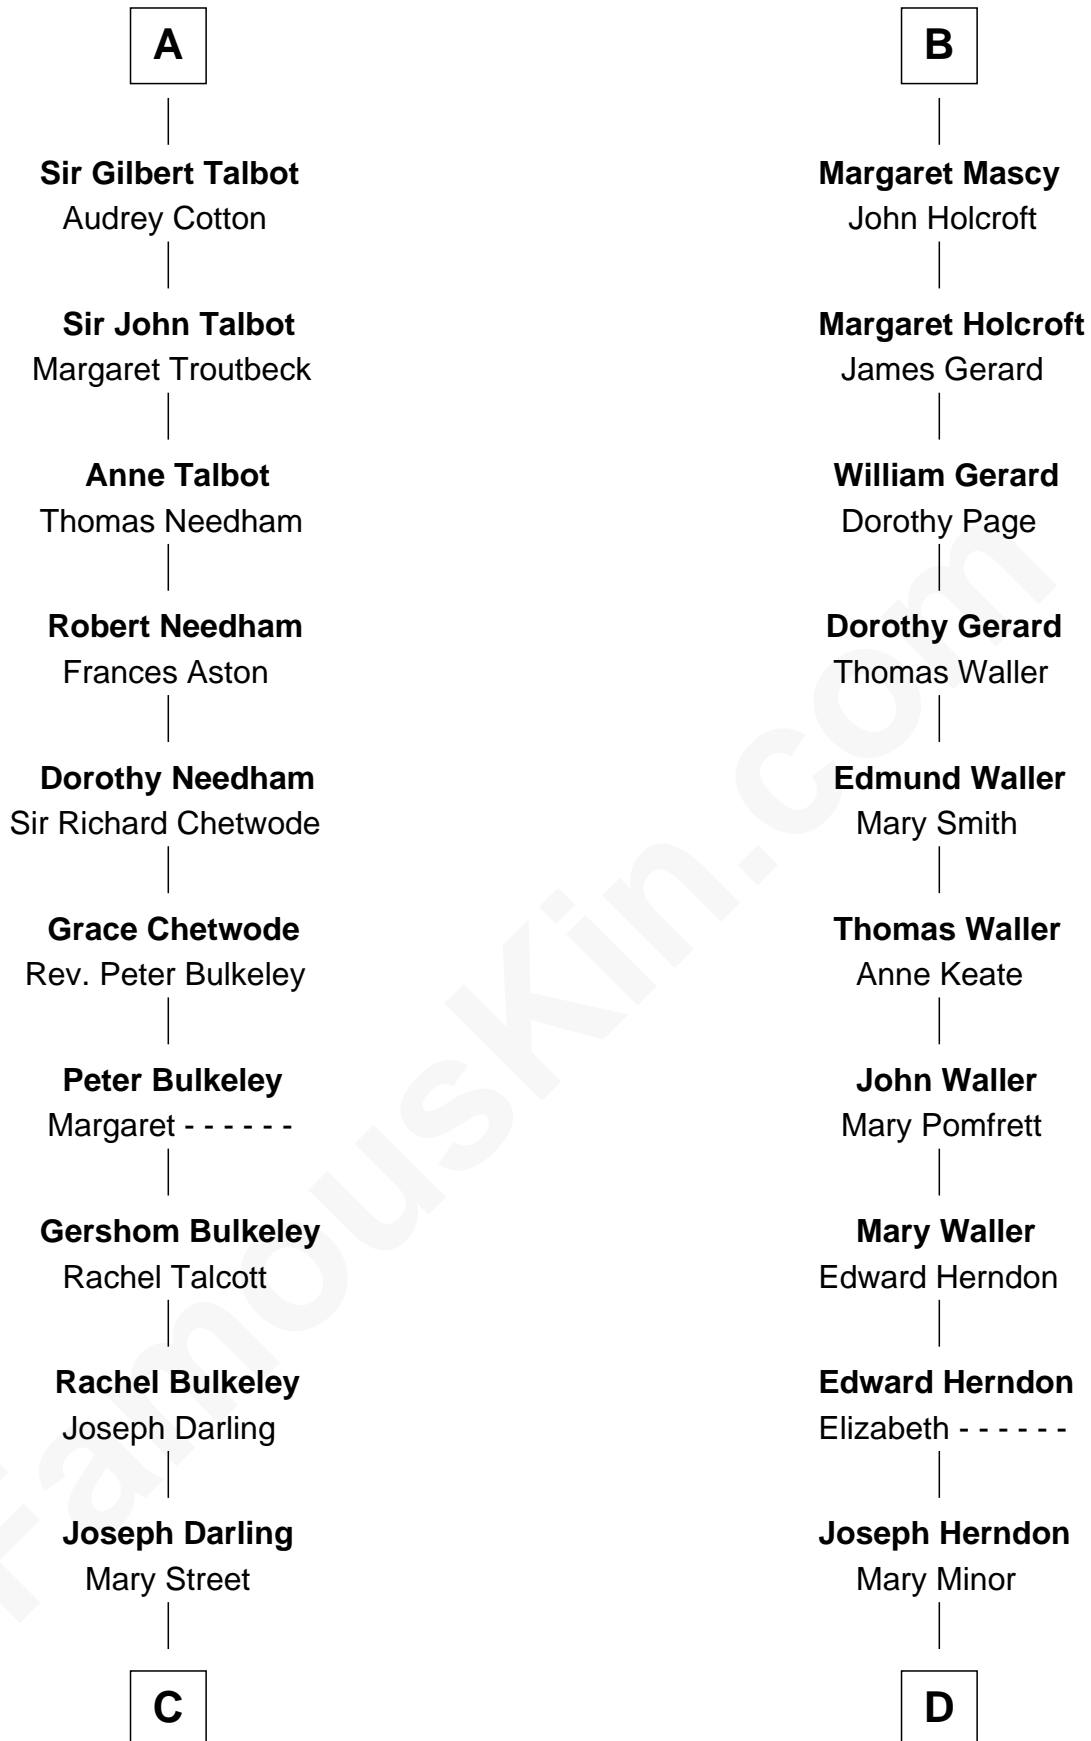 A
Sir Gilbert Talbot
Audrey Cotton
Sir John Talbot
Margaret Troutbeck
Anne Talbot
Thomas Needham
Robert Needham
Frances Aston
Dorothy Needham
Sir Richard Chetwode
Grace Chetwode
Rev. Peter Bulkeley
Peter Bulkeley
Margaret - - - - - -
Gershom Bulkeley
Rachel Talcott
Rachel Bulkeley
Joseph Darling
Joseph Darling
Mary Street
C
B
Margaret Mascy
John Holcroft
Margaret Holcroft
James Gerard
William Gerard
Dorothy Page
Dorothy Gerard
Thomas Waller
Edmund Waller
Mary Smith
Thomas Waller
Anne Keate
John Waller
Mary Pomfrett
Mary Waller
Edward Herndon
Edward Herndon
Elizabeth - - - - - -
Joseph Herndon
Mary Minor
D
FamousKin.com